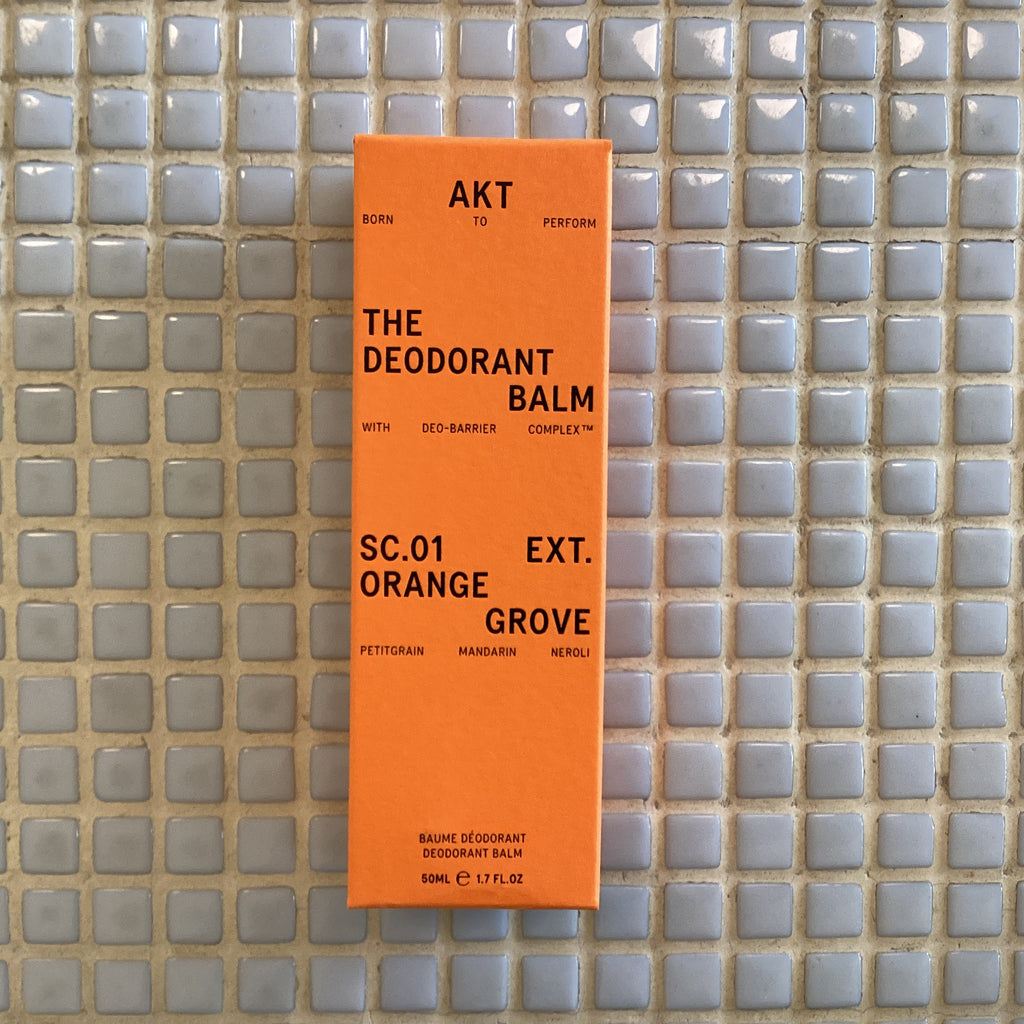 AKT
BORN TO PERFORM
THE
DEODORANT
BALM
WITH DEO-BARRIER COMPLEX™
SC.01 EXT.
ORANGE
GROVE
PETITGRAIN MANDARIN NEROLI
BAUME DÉODORANT
DEODORANT BALM
50ML ℮ 1.7 FL.OZ